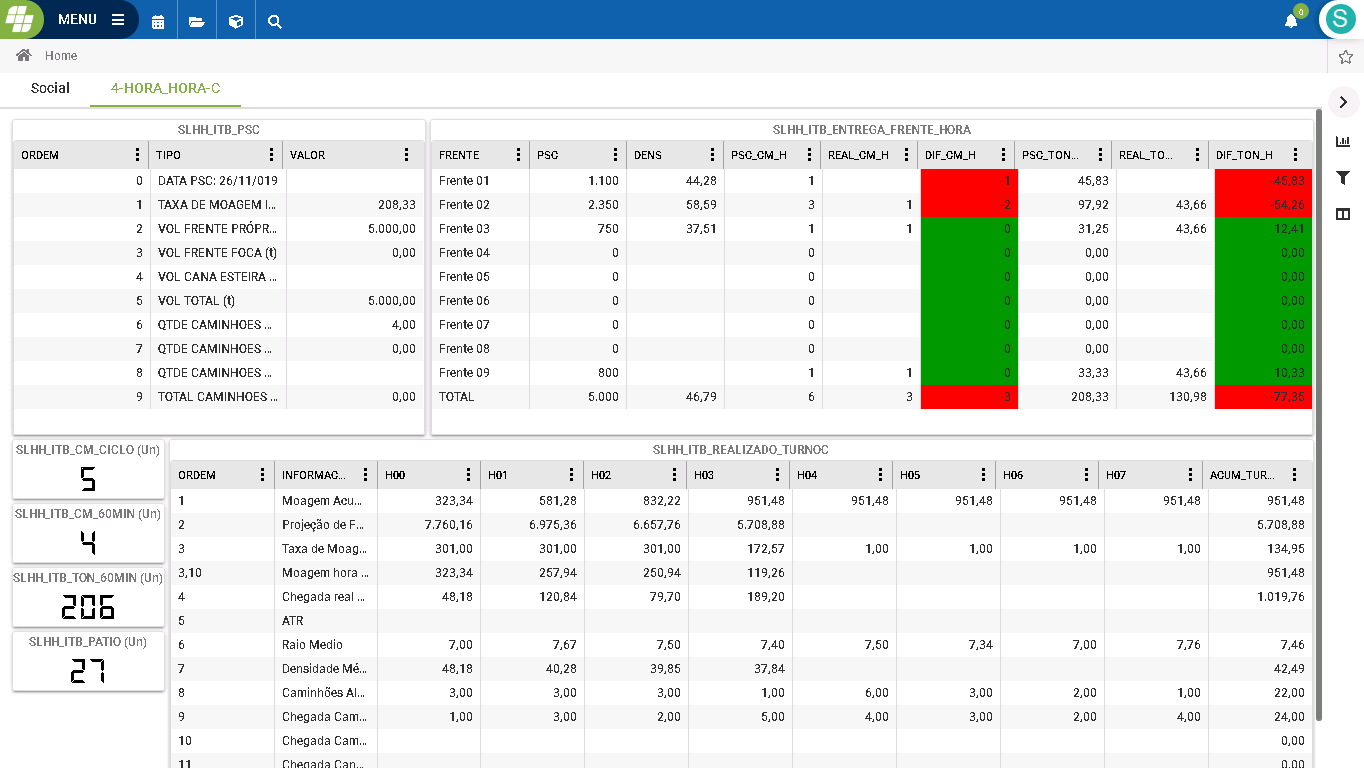 MENU
0
S
Home
Social 4-HORA_HORA-C
SLHH_ITB_PSC
ORDEM TIPO VALOR
0 DATA PSC: 26/11/019
1 TAXA DE MOAGEM I... 208,33
2 VOL FRENTE PRÓPR... 5.000,00
3 VOL FRENTE FOCA (t) 0,00
4 VOL CANA ESTEIRA ...
5 VOL TOTAL (t) 5.000,00
6 QTDE CAMINHOES ... 4,00
7 QTDE CAMINHOES ... 0,00
8 QTDE CAMINHOES ...
9 TOTAL CAMINHOES ... 0,00
SLHH_ITB_ENTREGA_FRENTE_HORA
FRENTE PSC DENS PSC_CM_H REAL_CM_H DIF_CM_H PSC_TON... REAL_TO... DIF_TON_H
Frente 01 1.100 44,28 1 -1 45,83 -45,83
Frente 02 2.350 58,59 3 1 -2 97,92 43,66 -54,26
Frente 03 750 37,51 1 1 0 31,25 43,66 12,41
Frente 04 0 0 0 0,00 0,00
Frente 05 0 0 0 0,00 0,00
Frente 06 0 0 0 0,00 0,00
Frente 07 0 0 0 0,00 0,00
Frente 08 0 0 0 0,00 0,00
Frente 09 800 1 1 0 33,33 43,66 10,33
TOTAL 5.000 46,79 6 3 -3 208,33 130,98 -77,35
SLHH_ITB_CM_CICLO (Un)
5
SLHH_ITB_CM_60MIN (Un)
4
SLHH_ITB_TON_60MIN (Un)
206
SLHH_ITB_PATIO (Un)
27
SLHH_ITB_REALIZADO_TURNOC
ORDEM INFORMAC... H00 H01 H02 H03 H04 H05 H06 H07 ACUM_TUR...
1 Moagem Acu... 323,34 581,28 832,22 951,48 951,48 951,48 951,48 951,48 951,48
2 Projeção de F... 7.760,16 6.975,36 6.657,76 5.708,88 5.708,88
3 Taxa de Moag... 301,00 301,00 301,00 172,57 1,00 1,00 1,00 1,00 134,95
3,10 Moagem hora ... 323,34 257,94 250,94 119,26 951,48
4 Chegada real ... 48,18 120,84 79,70 189,20 1.019,76
5 ATR
6 Raio Medio 7,00 7,67 7,50 7,40 7,50 7,34 7,00 7,76 7,46
7 Densidade Mé... 48,18 40,28 39,85 37,84 42,49
8 Caminhões Al... 3,00 3,00 3,00 1,00 6,00 3,00 2,00 1,00 22,00
9 Chegada Cam... 1,00 3,00 2,00 5,00 4,00 3,00 2,00 4,00 24,00
10 Chegada Cam... 0,00
11 Chegada Can... 0,00